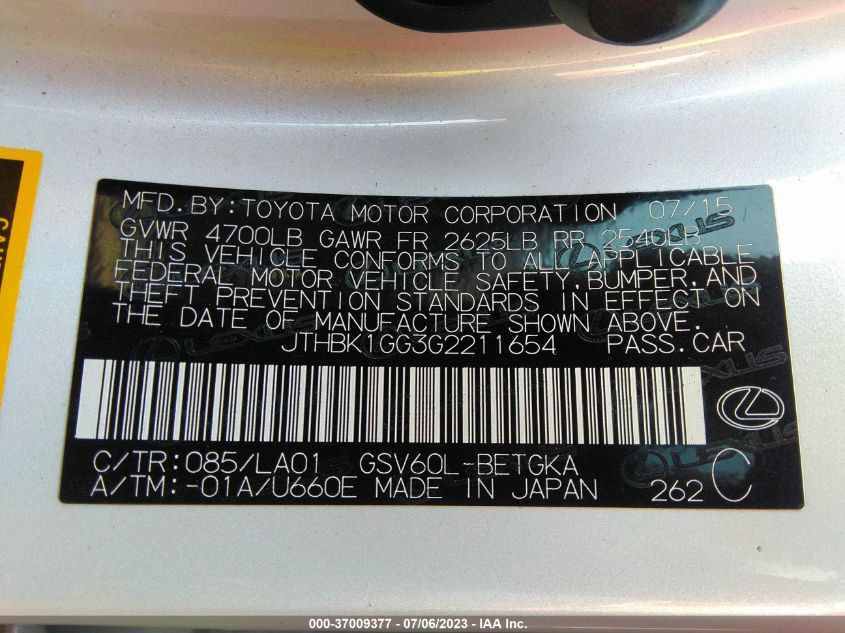 MFD.BY:TOYOTA MOTOR CORPORATION 07/15
GVWR 4700LB GAWR FR 2625LB RR 2540LB
THIS VEHICLE CONFORMS TO ALL APPLICABLE
FEDERAL MOTOR VEHICLE SAFETY,BUMPER,AND
THEFT PREVENTION STANDARDS IN EFFECT ON
THE DATE OF MANUFACTURE SHOWN ABOVE.
JTHBK1GG3G2211654 PASS.CAR
C/TR:085/LA01 GSV60L-BETGKA
A/TM:-01A/U660E MADE IN JAPAN 262 C
000-37009377 - 07/06/2023 - IAA Inc.